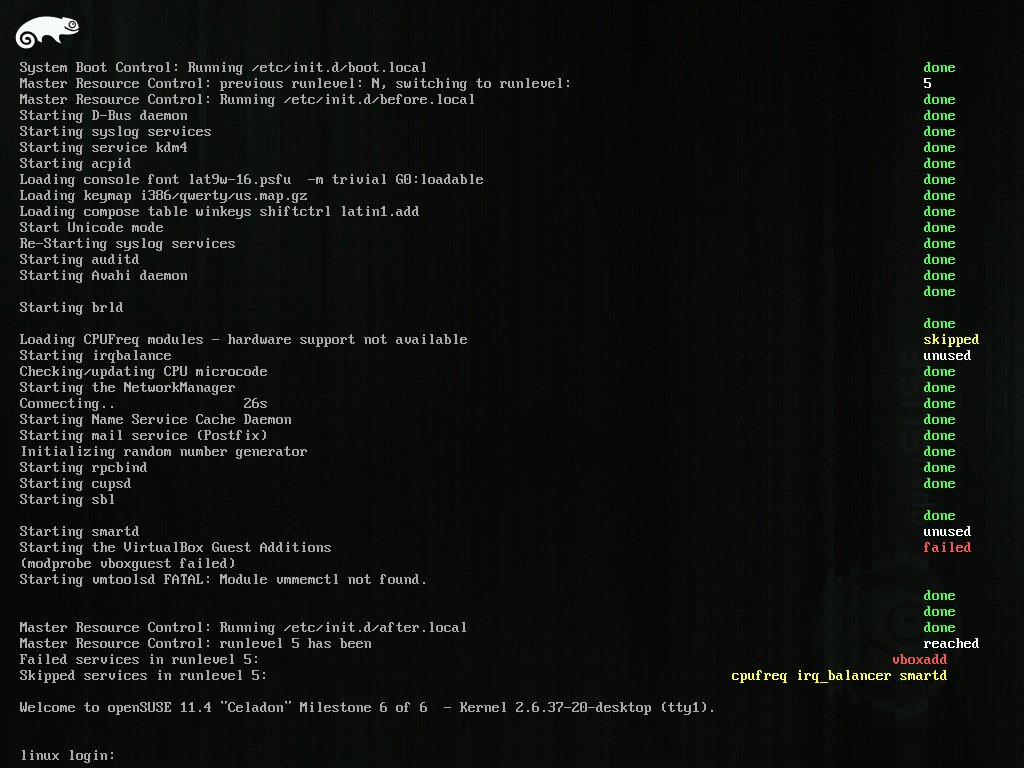 System Boot Control: Running /etc/init.d/boot.local done
Master Resource Control: previous runlevel: N, switching to runlevel: 5
Master Resource Control: Running /etc/init.d/before.local done
Starting D-Bus daemon done
Starting syslog services done
Starting service kdm4 done
Starting acpid done
Loading console font lat9w-16.psfu  -m trivial G0:loadable done
Loading keymap i386/qwerty/us.map.gz done
Loading compose table winkeys shiftctrl latin1.add done
Start Unicode mode done
Re-Starting syslog services done
Starting auditd done
Starting Avahi daemon done
done
Starting brld
done
Loading CPUFreq modules - hardware support not available skipped
Starting irqbalance unused
Checking/updating CPU microcode done
Starting the NetworkManager done
Connecting.. 26s done
Starting Name Service Cache Daemon done
Starting mail service (Postfix) done
Initializing random number generator done
Starting rpcbind done
Starting cupsd done
Starting sbl
done
Starting smartd unused
Starting the VirtualBox Guest Additions failed
(modprobe vboxguest failed)
Starting vmtoolsd FATAL: Module vmmemctl not found.
done
done
Master Resource Control: Running /etc/init.d/after.local done
Master Resource Control: runlevel 5 has been reached
Failed services in runlevel 5: vboxadd
Skipped services in runlevel 5: cpufreq irq_balancer smartd
Welcome to openSUSE 11.4 "Celadon" Milestone 6 of 6  - Kernel 2.6.37-20-desktop (tty1).
linux login: